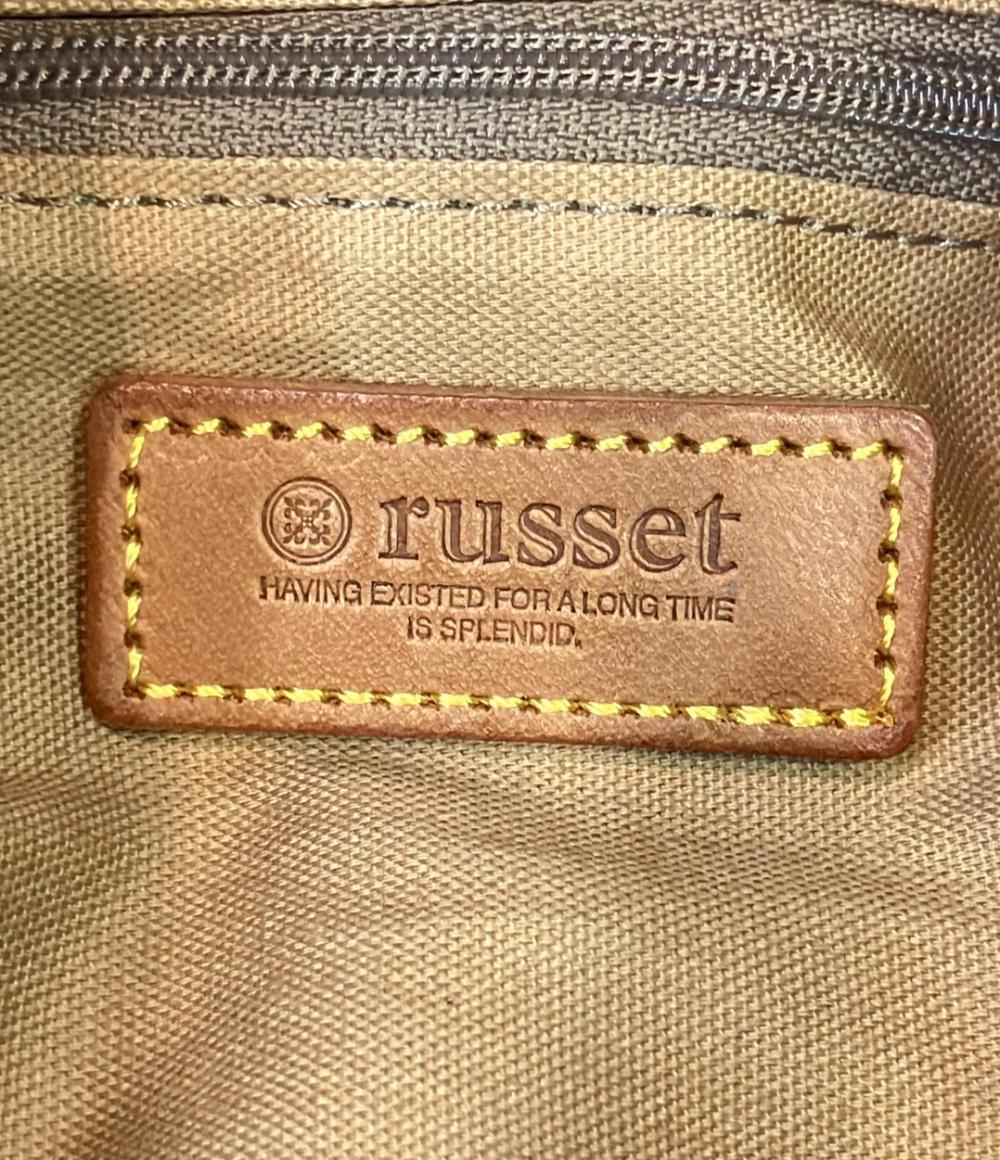 russet
HAVING EXISTED FOR A LONG TIME
IS SPLENDID.